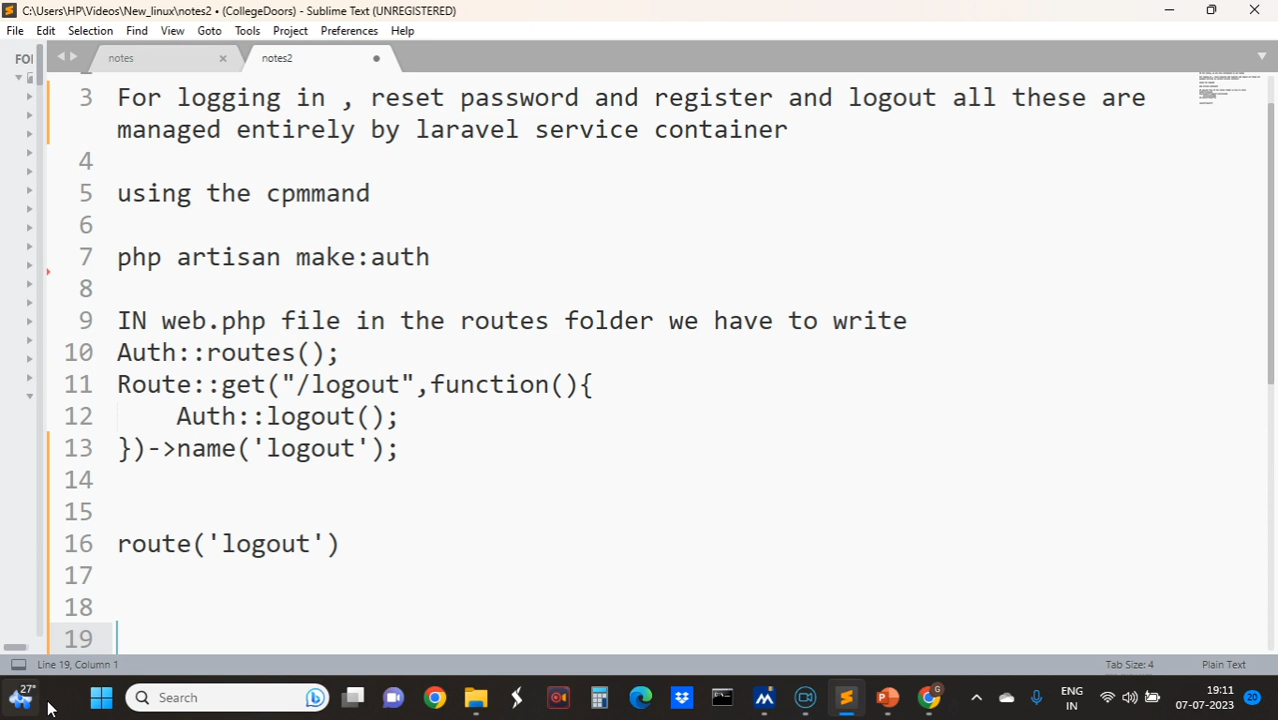 C:\Users\HP\Videos\New_linux\notes2 • (CollegeDoors) - Sublime Text (UNREGISTERED)
File Edit Selection Find View Goto Tools Project Preferences Help
FOI
notes
notes2
3 For logging in , reset password and register and logout all these are
managed entirely by laravel service container
4
5 using the cpmmand
6
7 php artisan make:auth
8
9 IN web.php file in the routes folder we have to write
10 Auth::routes();
11 Route::get("/logout",function(){
12 Auth::logout();
13 })->name('logout');
14
15
16 route('logout')
17
18
19
Line 19, Column 1
Tab Size: 4
Plain Text
27°
Search
ENG
IN
19:11
07-07-2023
20